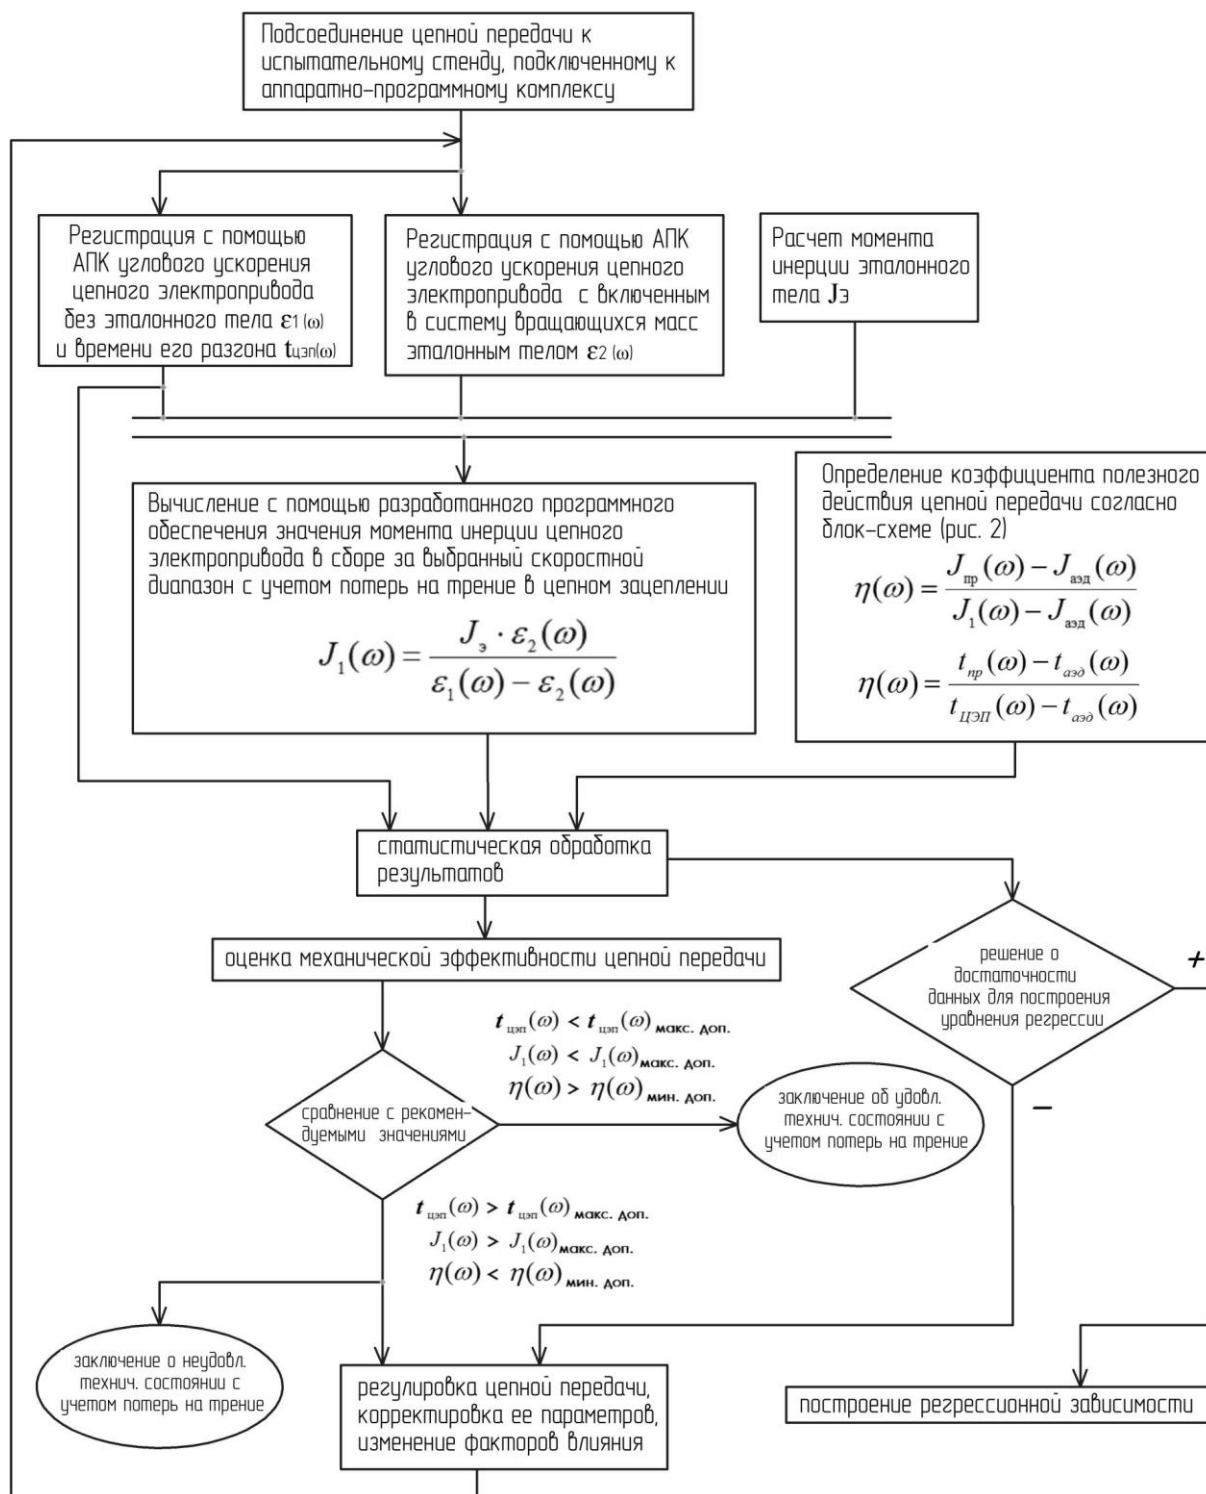 Подсоединение цепной передачи к
испытательному стенду, подключенному к
аппаратно-программному комплексу
Регистрация с помощью
АПК углового ускорения
цепного электропривода
без эталонного тела ε1 (ω)
и времени его разгона tцэп(ω)
Регистрация с помощью АПК
углового ускорения цепного
электропривода с включенным
в систему вращающихся масс
эталонным телом ε2 (ω)
Расчет момента
инерции эталонного
тела Jэ
Вычисление с помощью разработанного программного
обеспечения значения момента инерции цепного
электропривода в сборе за выбранный скоростной
диапазон с учетом потерь на трение в цепном зацеплении
J₁(ω) = Jэ · ε₂(ω) / ε₁(ω) − ε₂(ω)
Определение коэффициента полезного
действия цепной передачи согласно
блок-схеме (рис. 2)
η(ω) = Jпр(ω) − Jаэд(ω) / J₁(ω) − Jаэд(ω)
η(ω) = tпр(ω) − tаэд(ω) / tЦЭП(ω) − tаэд(ω)
статистическая обработка
результатов
оценка механической эффективности цепной передачи
решение о
достаточности
данных для построения
уравнения регрессии
+
−
tцэп(ω) < tцэп(ω) макс. доп.
J₁(ω) < J₁(ω) макс. доп.
η(ω) > η(ω) мин. доп.
сравнение с рекомен-
дуемыми значениями
заключение об удовл.
технич. состоянии с
учетом потерь на трение
tцэп(ω) > tцэп(ω) макс. доп.
J₁(ω) > J₁(ω) макс. доп.
η(ω) < η(ω) мин. доп.
заключение о неудовл.
технич. состоянии с
учетом потерь на трение
регулировка цепной передачи,
корректировка ее параметров,
изменение факторов влияния
построение регрессионной зависимости